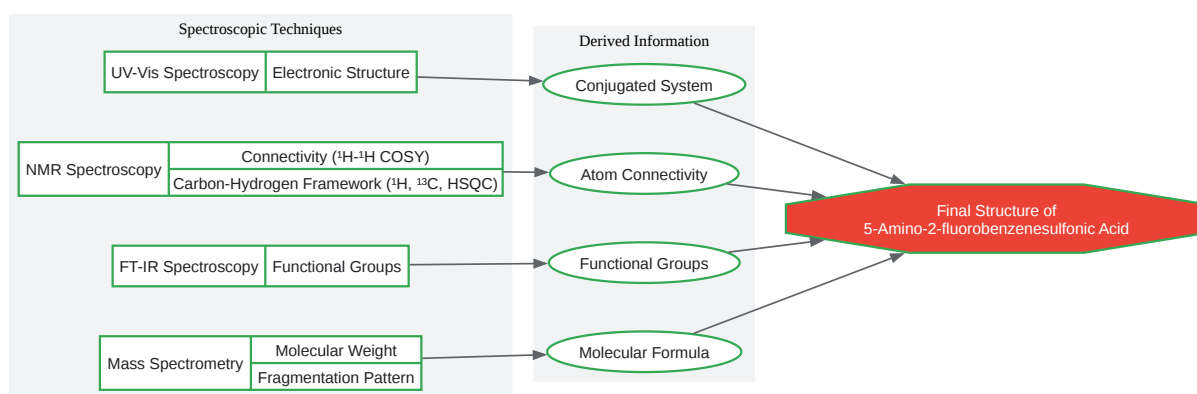 Spectroscopic Techniques
Derived Information
UV-Vis Spectroscopy
Electronic Structure
Conjugated System
NMR Spectroscopy
Connectivity (¹H-¹H COSY)
Carbon-Hydrogen Framework (¹H, ¹³C, HSQC)
Atom Connectivity
FT-IR Spectroscopy
Functional Groups
Functional Groups
Mass Spectrometry
Molecular Weight
Fragmentation Pattern
Molecular Formula
Final Structure of
5-Amino-2-fluorobenzenesulfonic Acid